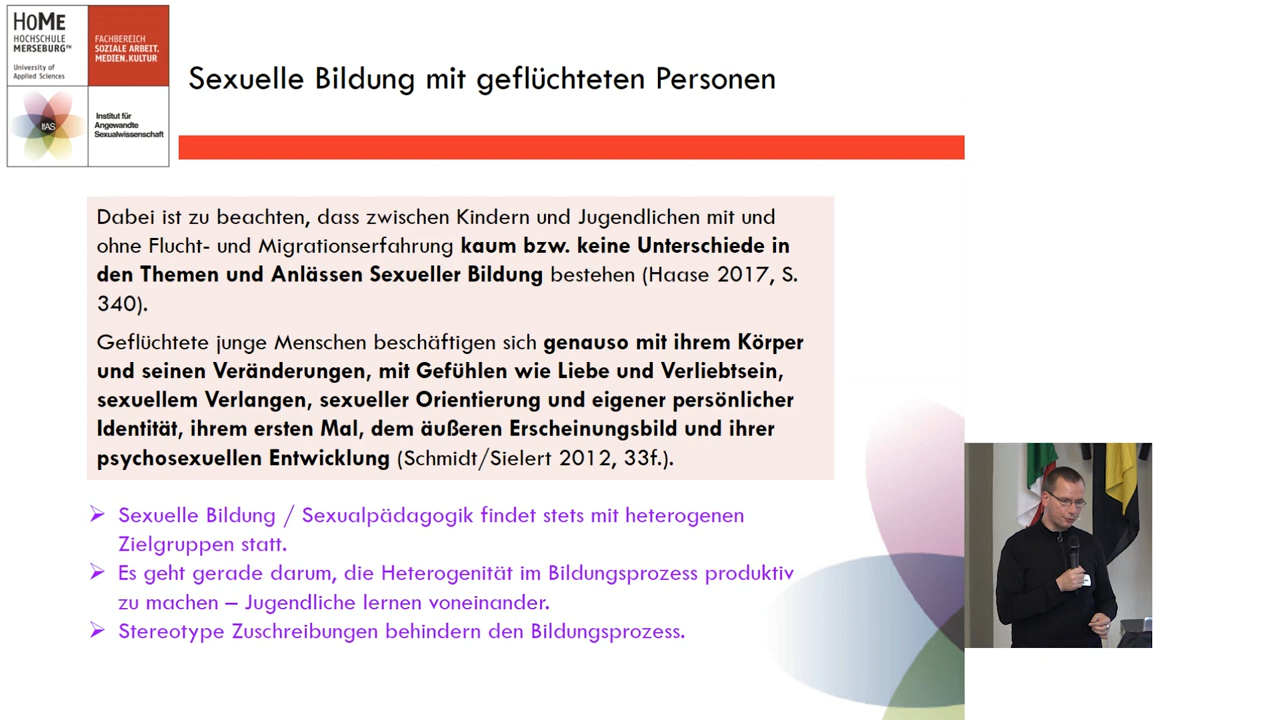 HOME
HOCHSCHULE
MERSEBURG
University of
Applied Sciences
FACHBEREICH
SOZIALE ARBEIT.
MEDIEN.KULTUR
IfAS
Institut für
Angewandte
Sexualwissenschaft
Sexuelle Bildung mit geflüchteten Personen
Dabei ist zu beachten, dass zwischen Kindern und Jugendlichen mit und
ohne Flucht- und Migrationserfahrung kaum bzw. keine Unterschiede in
den Themen und Anlässen Sexueller Bildung bestehen (Haase 2017, S.
340).
Geflüchtete junge Menschen beschäftigen sich genauso mit ihrem Körper
und seinen Veränderungen, mit Gefühlen wie Liebe und Verliebtsein,
sexuellem Verlangen, sexueller Orientierung und eigener persönlicher
Identität, ihrem ersten Mal, dem äußeren Erscheinungsbild und ihrer
psychosexuellen Entwicklung (Schmidt/Sielert 2012, 33f.).
➢ Sexuelle Bildung / Sexualpädagogik findet stets mit heterogenen
Zielgruppen statt.
➢ Es geht gerade darum, die Heterogenität im Bildungsprozess produktiv
zu machen – Jugendliche lernen voneinander.
➢ Stereotype Zuschreibungen behindern den Bildungsprozess.